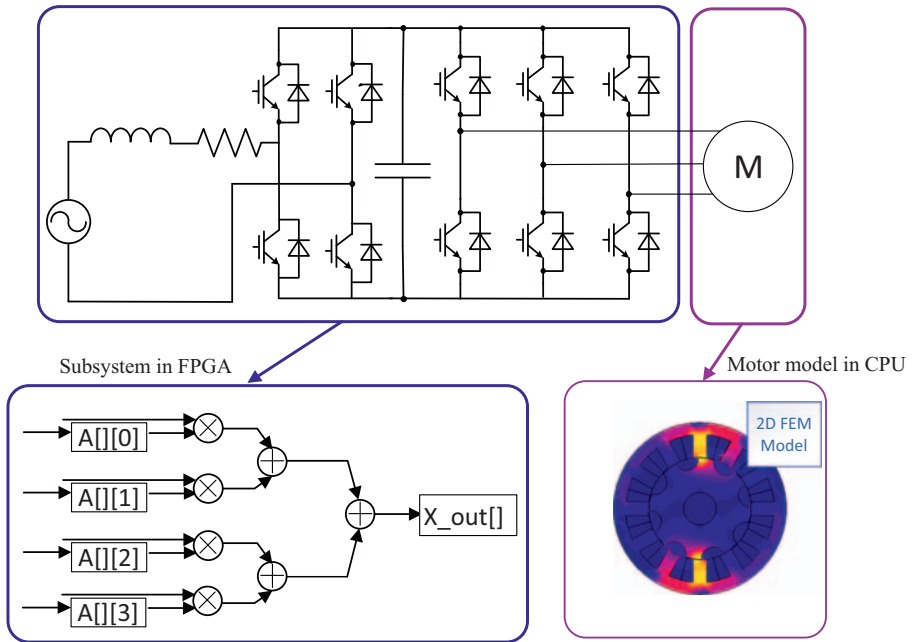 M
Subsystem in FPGA
Motor model in CPU
A[][0]
A[][1]
A[][2]
A[][3]
X_out[]
2D FEM
Model